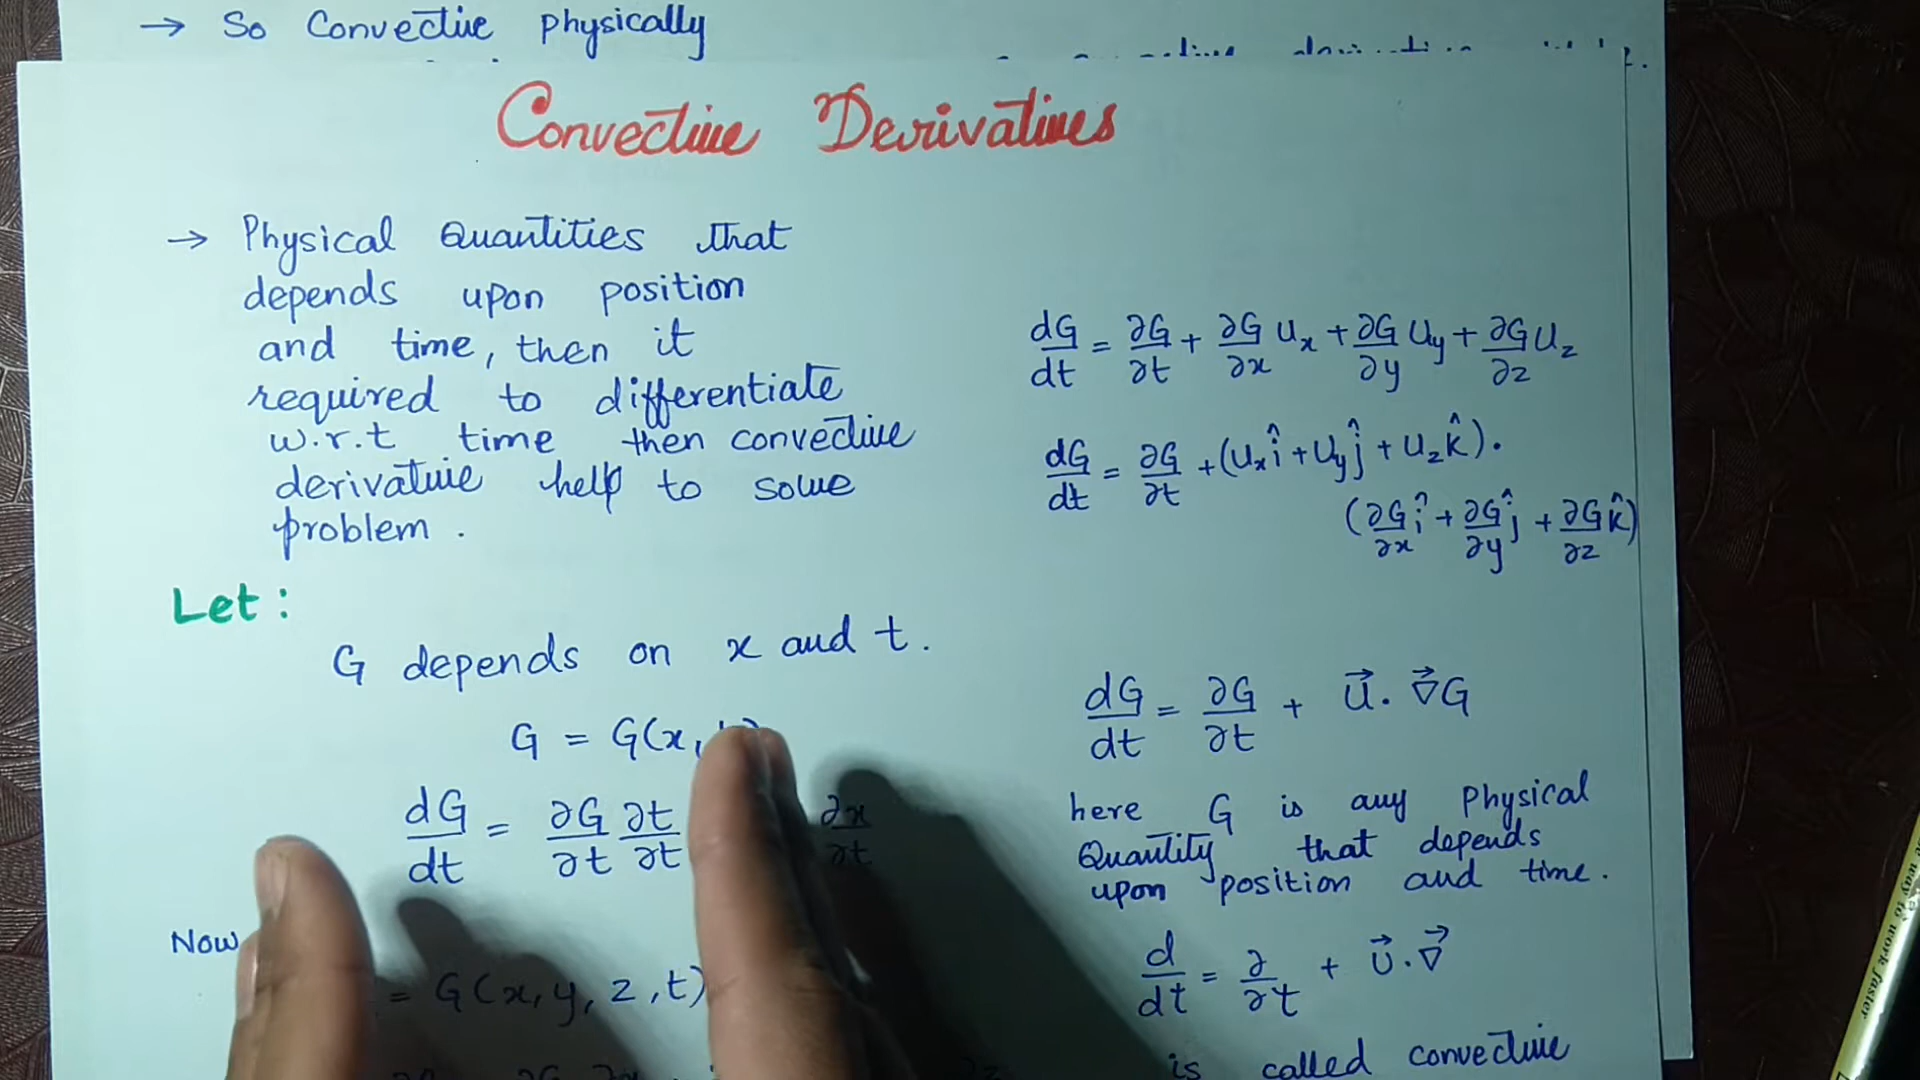 → So Convective physically
Convective Derivatives
→ Physical Quantities that
depends upon position
and time, then it
required to differentiate
w.r.t time then convective
derivative help to solve
problem.
Let:
G depends on x and t.
G = G(x,
dG/dt = ∂G/∂t ∂t/∂t ∂x/∂t
Now
= G(x,y,z,t)
dG/dt = ∂G/∂t + ∂G/∂x Ux + ∂G/∂y Uy + ∂G/∂z Uz
dG/dt = ∂G/∂t + (Uxî + Uyĵ + Uzk̂).
(∂G/∂x î + ∂G/∂y ĵ + ∂G/∂z k̂)
dG/dt = ∂G/∂t + U⃗. ∇⃗G
here G is any Physical
Quantity that depends
upon position and time.
d/dt = ∂/∂t + U⃗.∇⃗
is called convective
work faster